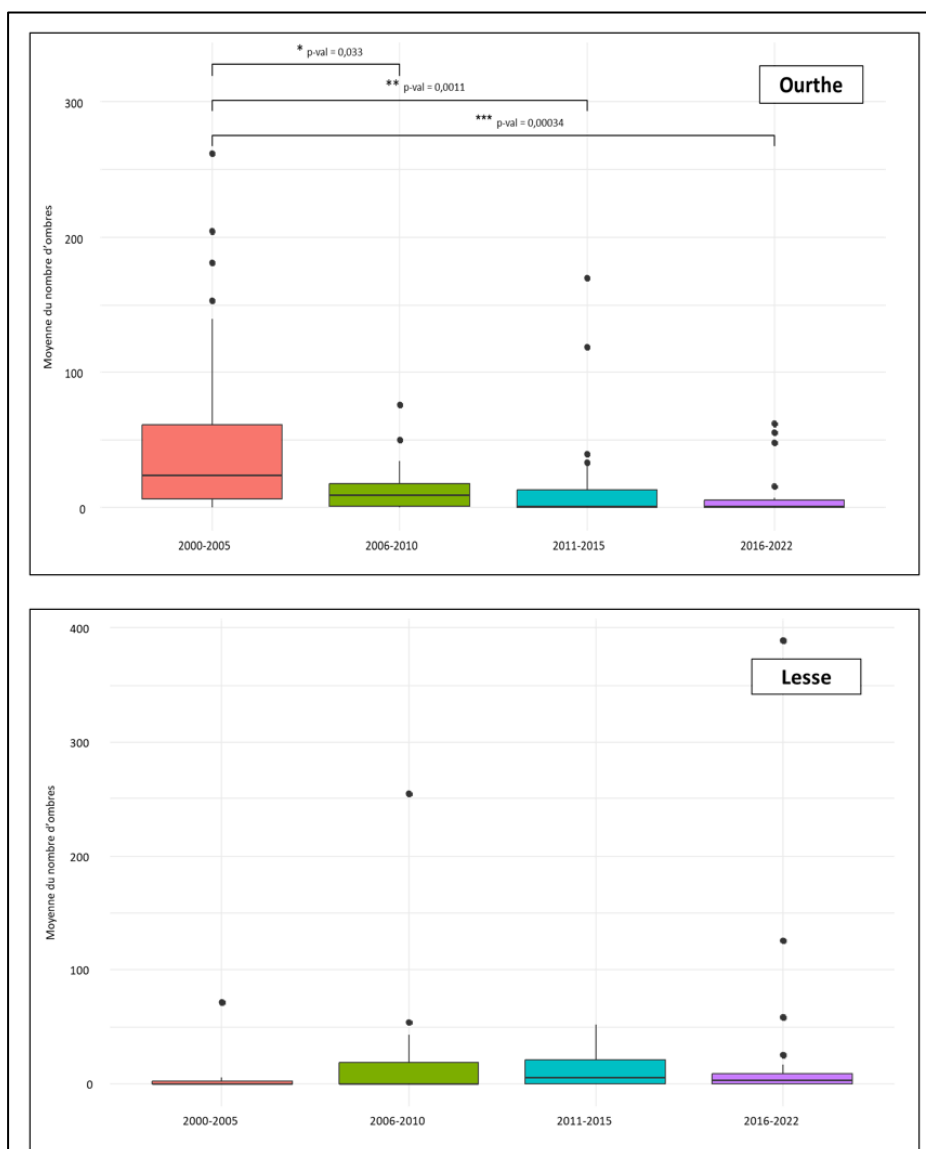 * p-val = 0,033
Ourthe
** p-val = 0,0011
300
*** p-val = 0,00034
Moyenne du nombre d'ombres
200
100
0
2000-2005 2006-2010 2011-2015 2016-2022
400
Lesse
300
Moyenne du nombre d'ombres
200
100
0
2000-2005 2006-2010 2011-2015 2016-2022